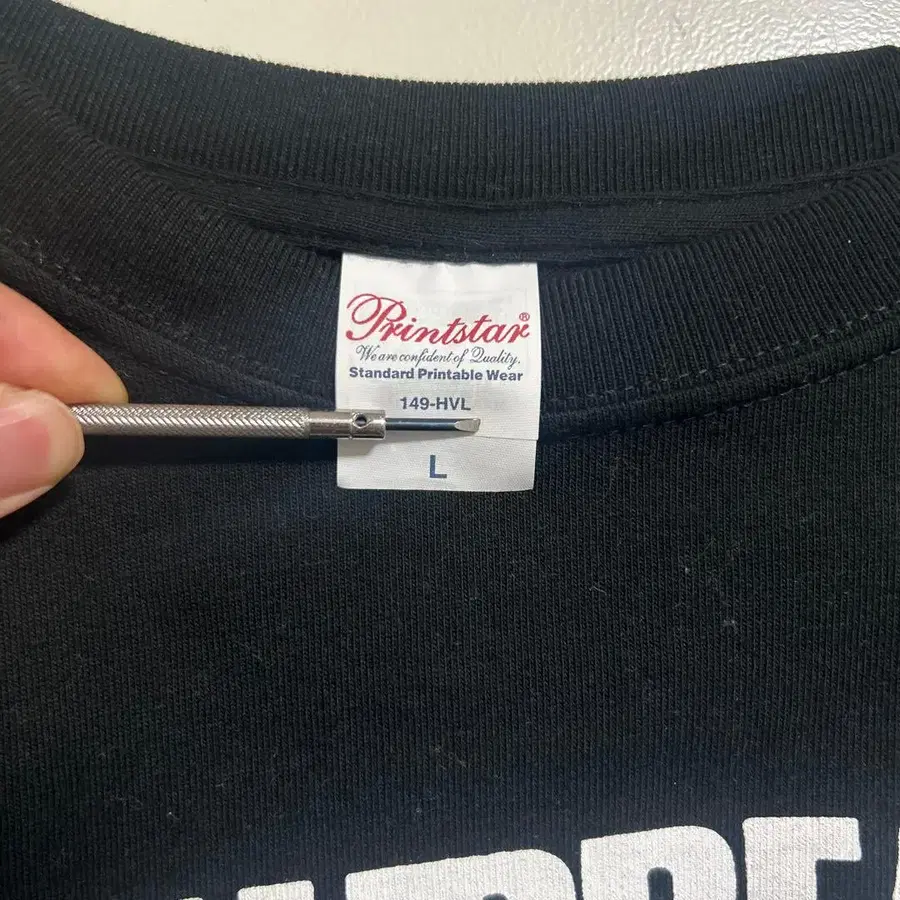 Printstar®
We are confident of Quality.
Standard Printable Wear
149-HVL
L